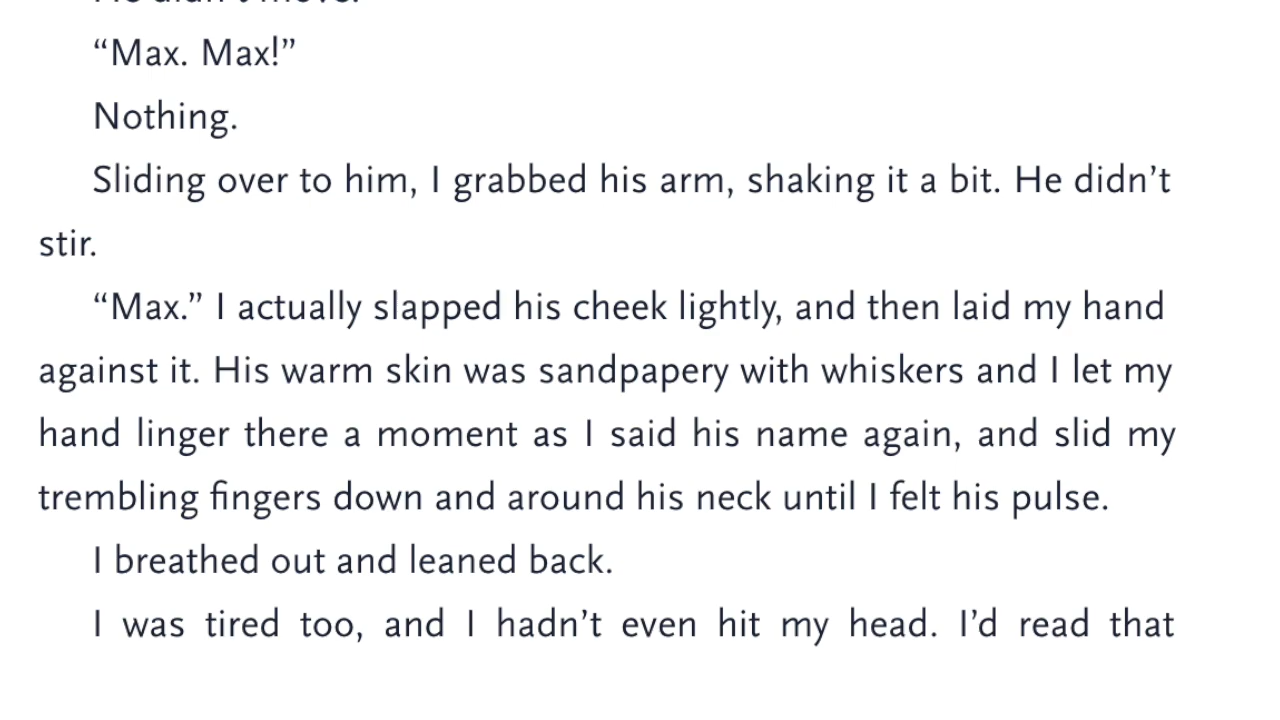 He didn't move.
“Max. Max!”
Nothing.
Sliding over to him, I grabbed his arm, shaking it a bit. He didn’t
stir.
“Max.” I actually slapped his cheek lightly, and then laid my hand
against it. His warm skin was sandpapery with whiskers and I let my
hand linger there a moment as I said his name again, and slid my
trembling fingers down and around his neck until I felt his pulse.
I breathed out and leaned back.
I was tired too, and I hadn’t even hit my head. I’d read that